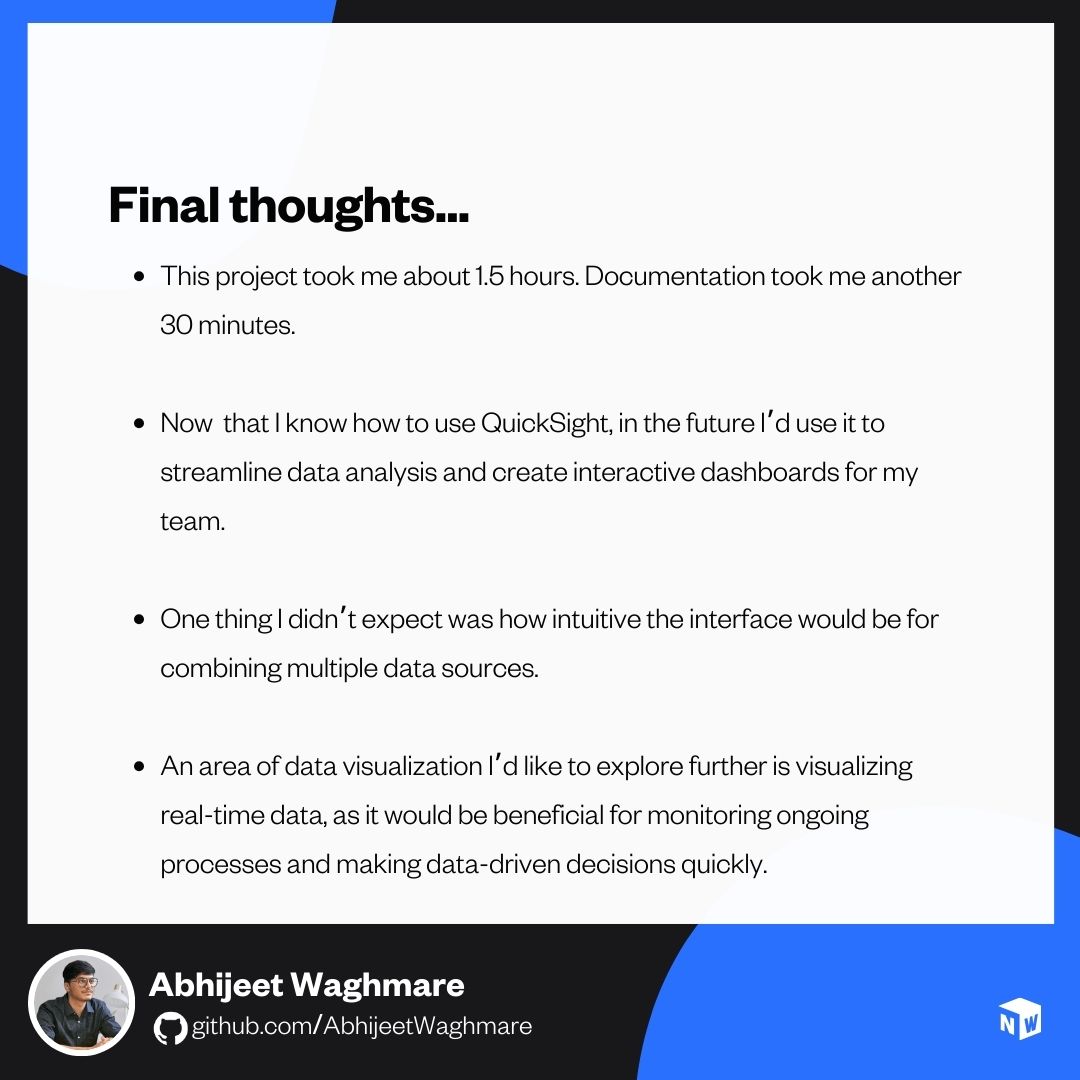 Final thoughts...
• This project took me about 1.5 hours. Documentation took me another
30 minutes.
• Now  that I know how to use QuickSight, in the future I′d use it to
streamline data analysis and create interactive dashboards for my
team.
• One thing I didn′t expect was how intuitive the interface would be for
combining multiple data sources.
• An area of data visualization I′d like to explore further is visualizing
real-time data, as it would be beneficial for monitoring ongoing
processes and making data-driven decisions quickly.
Abhijeet Waghmare
github.com/AbhijeetWaghmare
NW